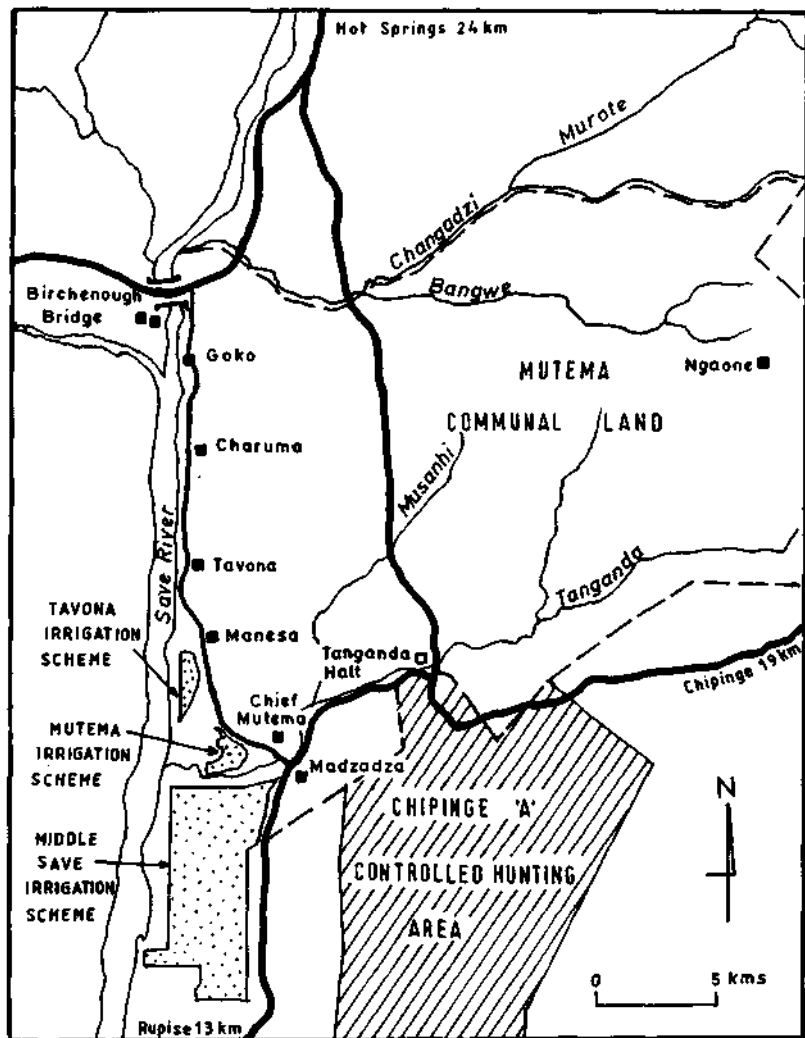 Hot Springs 24 km
Murote
Changadzi
Bangwe
Birchenough
Bridge
Goko
Ngaone
MUTEMA
COMMUNAL LAND
Charuma
Musanhi
Save River
Tavona
Tanganda
TAVONA
IRRIGATION
SCHEME
Manesa
Tanganda
Halt
Chipinge 19 km
Chief
Mutema
MUTEMA
IRRIGATION
SCHEME
Madzadza
N
CHIPINGE 'A'
CONTROLLED HUNTING
AREA
MIDDLE
SAVE
IRRIGATION
SCHEME
0 5 kms
Rupise 13 km